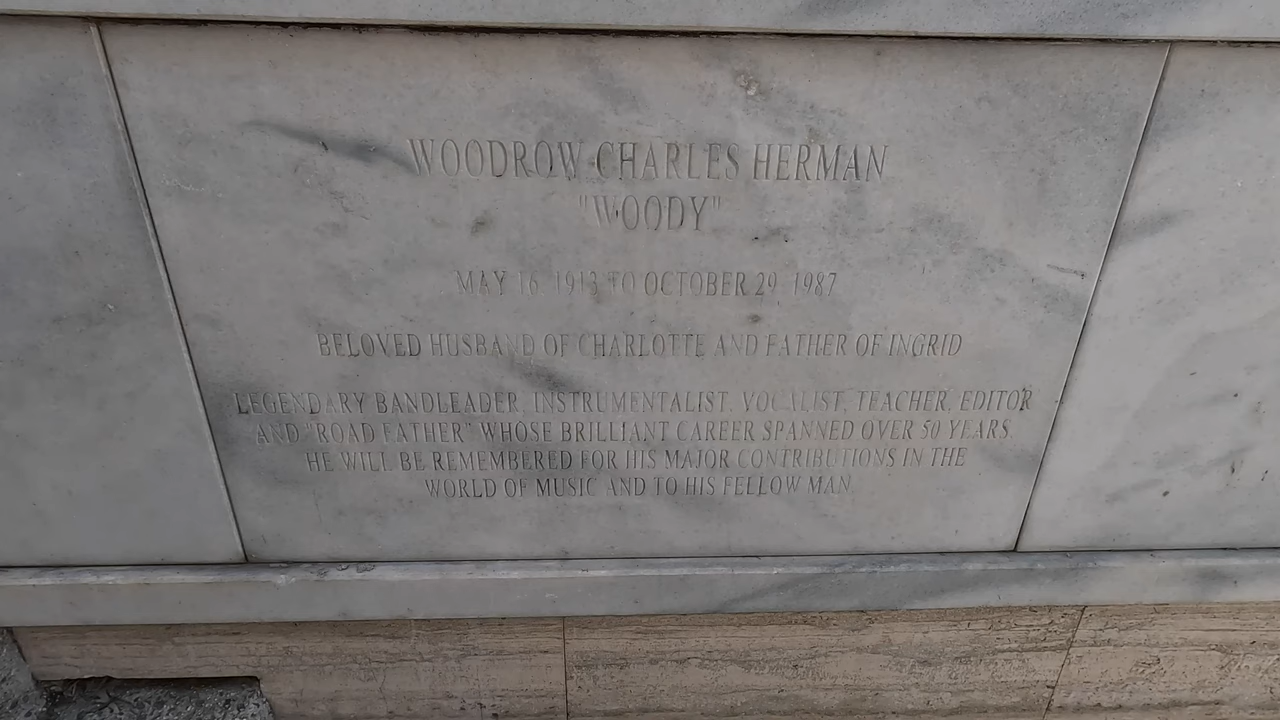 WOODROW CHARLES HERMAN
"WOODY"
MAY 16, 1913 TO OCTOBER 29, 1987
BELOVED HUSBAND OF CHARLOTTE AND FATHER OF INGRID
LEGENDARY BANDLEADER, INSTRUMENTALIST, VOCALIST, TEACHER, EDITOR
AND "ROAD FATHER" WHOSE BRILLIANT CAREER SPANNED OVER 50 YEARS.
HE WILL BE REMEMBERED FOR HIS MAJOR CONTRIBUTIONS IN THE
WORLD OF MUSIC AND TO HIS FELLOW MAN.